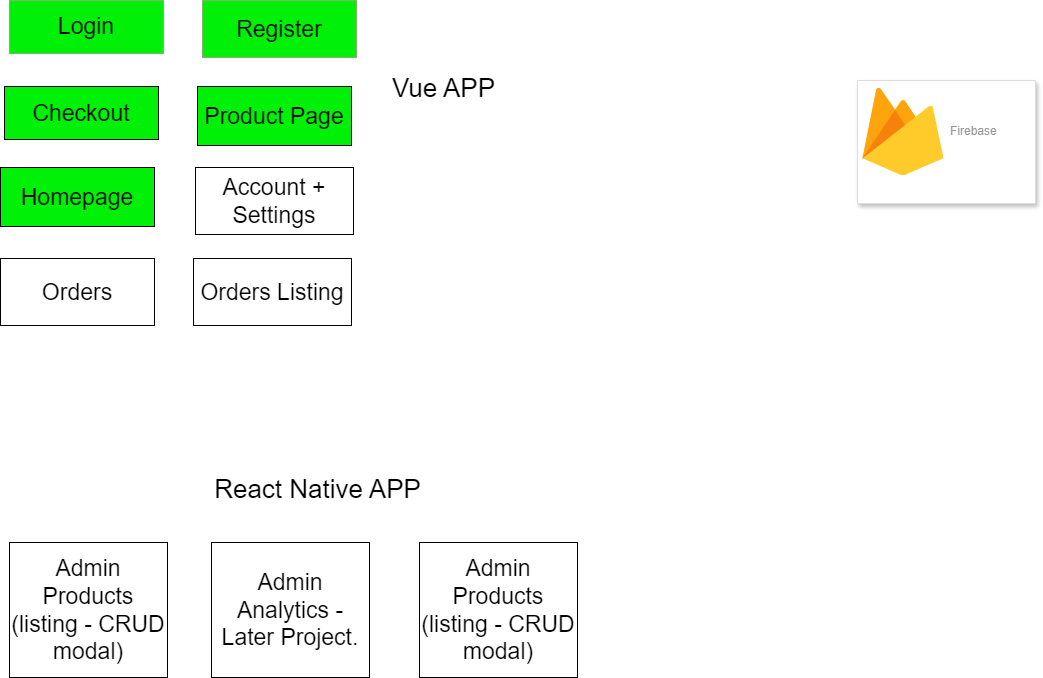 Login
Register
Vue APP
Checkout
Product Page
Firebase
Homepage
Account +
Settings
Orders
Orders Listing
React Native APP
Admin
Products
(listing - CRUD
modal)
Admin
Analytics -
Later Project.
Admin
Products
(listing - CRUD
modal)